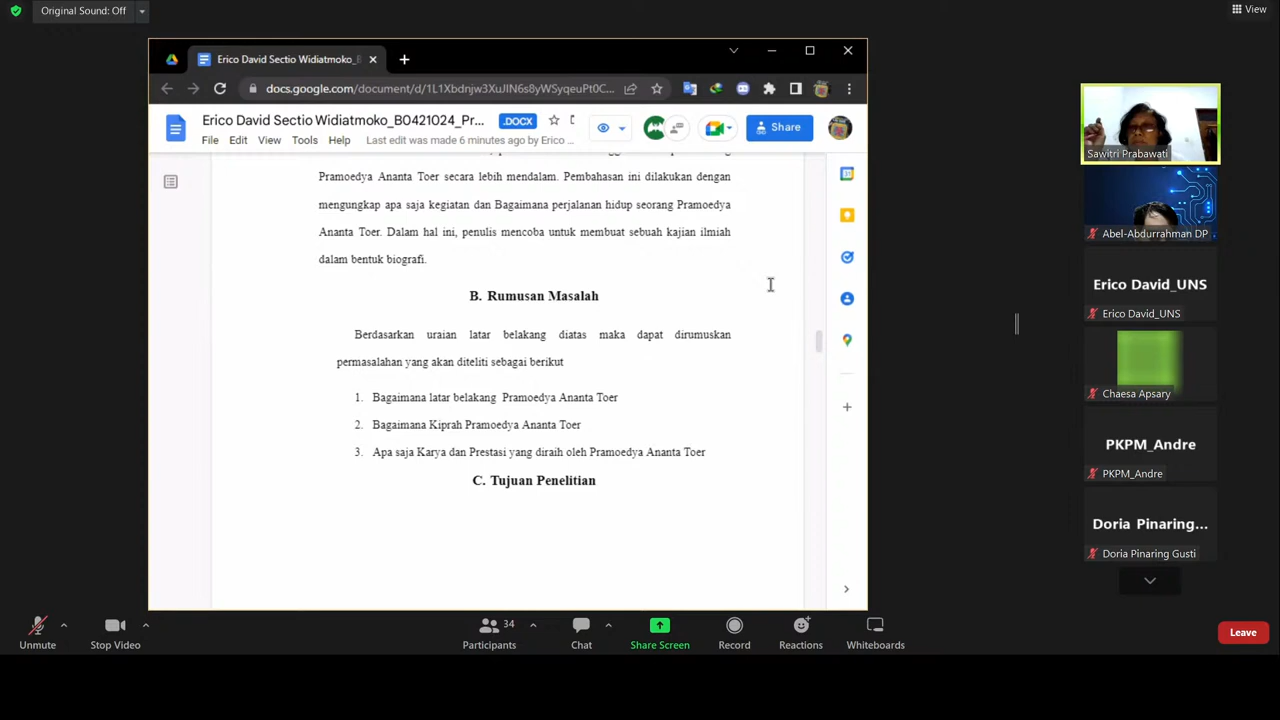 Original Sound: Off
View
Erico David Sectio Widiatmoko_B
docs.google.com/document/d/1L1Xbdnjw3XuJIN6s8yWSyqeuPt0C...
Erico David Sectio Widiatmoko_B0421024_Pr...
.DOCX
Share
File Edit View Tools Help Last edit was made 6 minutes ago by Erico ...
Pramoedya Ananta Toer secara lebih mendalam. Pembahasan ini dilakukan dengan
mengungkap apa saja kegiatan dan Bagaimana perjalanan hidup seorang Pramoedya
Ananta Toer. Dalam hal ini, penulis mencoba untuk membuat sebuah kajian ilmiah
dalam bentuk biografi.
B. Rumusan Masalah
Berdasarkan uraian latar belakang diatas maka dapat dirumuskan
permasalahan yang akan diteliti sebagai berikut
1. Bagaimana latar belakang Pramoedya Ananta Toer
2. Bagaimana Kiprah Pramoedya Ananta Toer
3. Apa saja Karya dan Prestasi yang diraih oleh Pramoedya Ananta Toer
C. Tujuan Penelitian
Sawitri Prabawati
Abel-Abdurrahman DP
Erico David_UNS
Erico David_UNS
Chaesa Apsary
PKPM_Andre
PKPM_Andre
Doria Pinaring...
Doria Pinaring Gusti
Unmute
Stop Video
34
Participants
Chat
Share Screen
Record
Reactions
Whiteboards
Leave